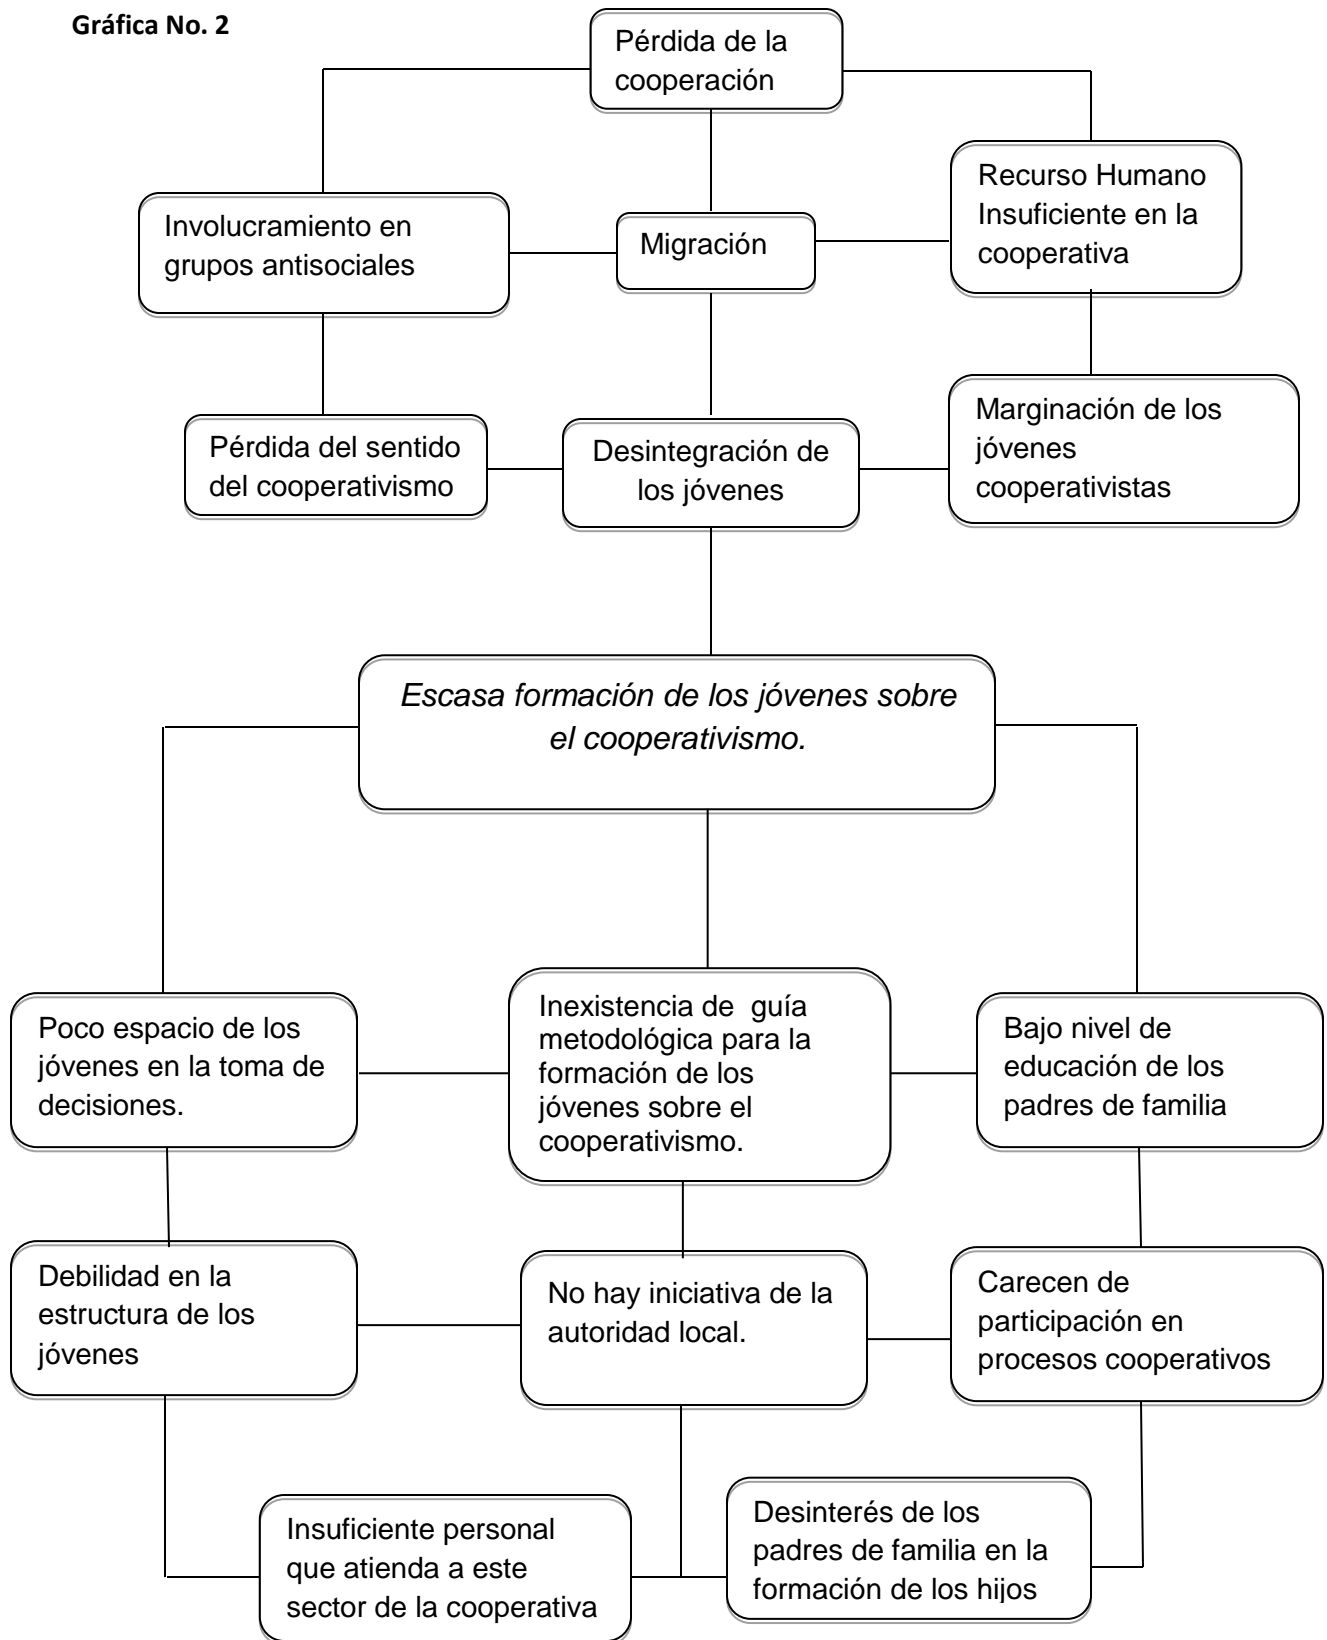 Gráfica No. 2
Pérdida de la
cooperación
Recurso Humano
Insuficiente en la
cooperativa
Involucramiento en
grupos antisociales
Migración
Marginación de los
jóvenes
cooperativistas
Pérdida del sentido
del cooperativismo
Desintegración de
los jóvenes
Escasa formación de los jóvenes sobre
el cooperativismo.
Poco espacio de los
jóvenes en la toma de
decisiones.
Inexistencia de  guía
metodológica para la
formación de los
jóvenes sobre el
cooperativismo.
Bajo nivel de
educación de los
padres de familia
Debilidad en la
estructura de los
jóvenes
No hay iniciativa de la
autoridad local.
Carecen de
participación en
procesos cooperativos
Insuficiente personal
que atienda a este
sector de la cooperativa
Desinterés de los
padres de familia en la
formación de los hijos